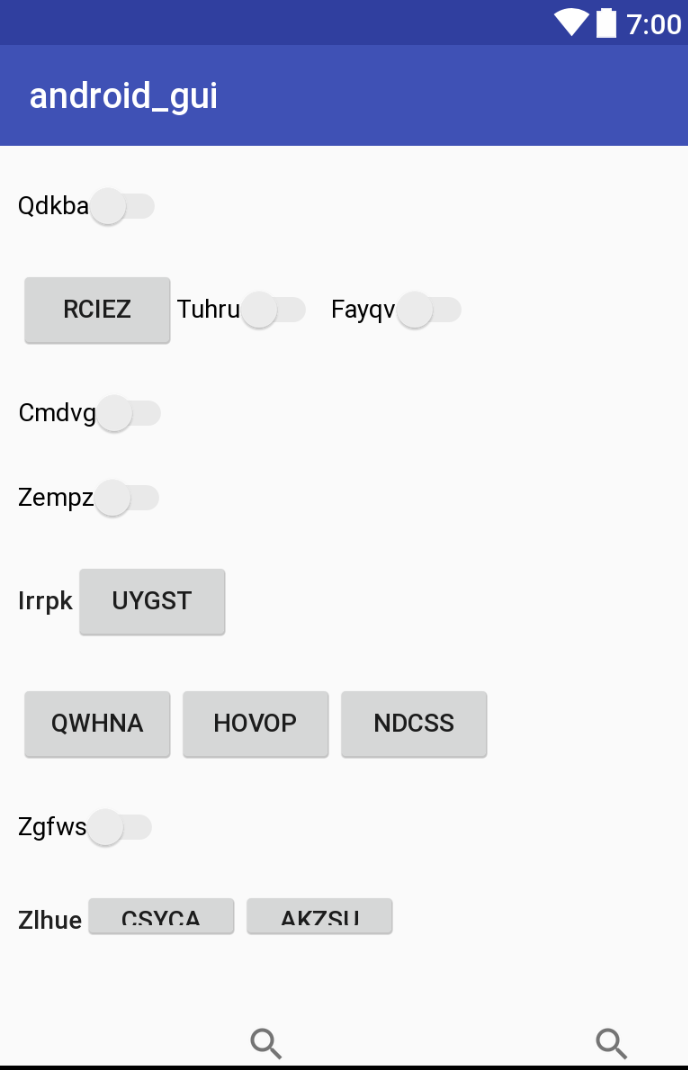 7:00
android_gui
Qdkba
RCIEZ Tuhru Fayqv
Cmdvg
Zempz
Irrpk UYGST
QWHNA HOVOP NDCSS
Zgfws
Zlhue CSYCA AKZSU